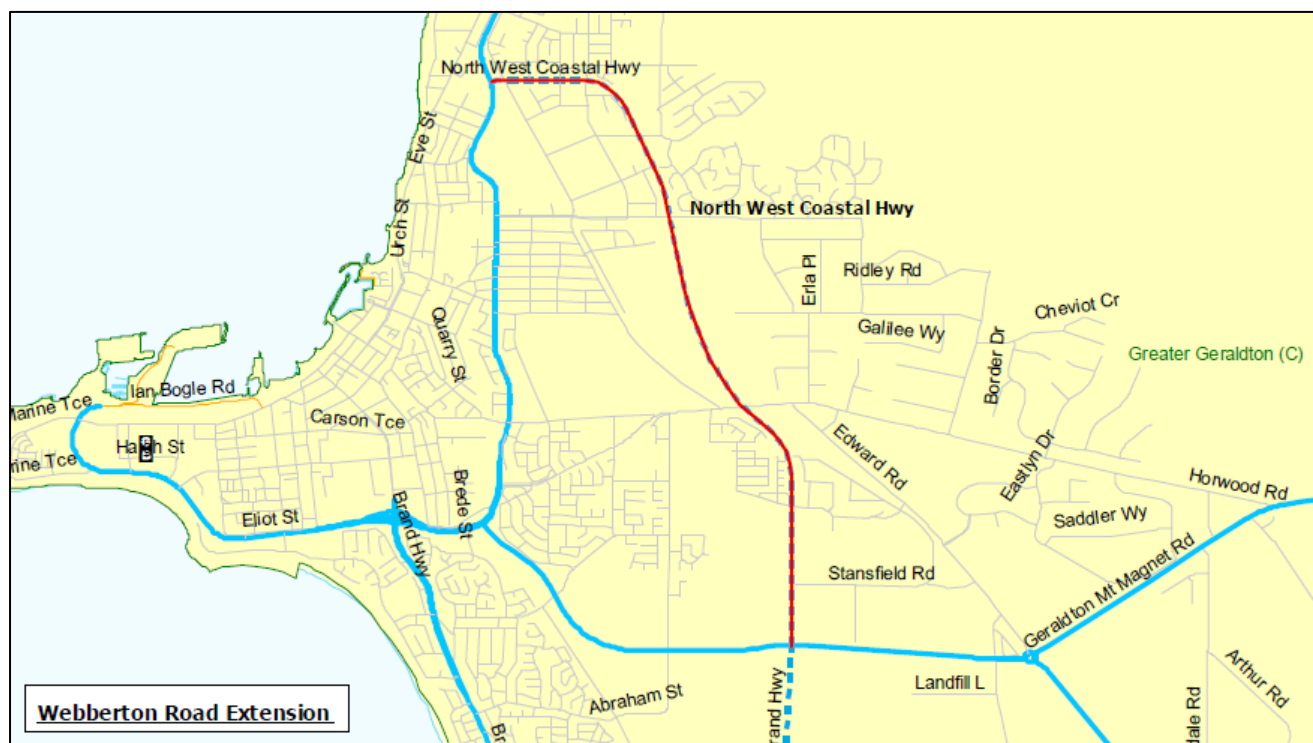 North West Coastal Hwy
Eve St
North West Coastal Hwy
Urch St
Erla Pl
Ridley Rd
Cheviot Cr
Quarry St
Galilee Wy
Border Dr
Greater Geraldton (C)
Ian Bogle Rd
Marine Tce
Carson Tce
Edward Rd
Eastlyn Dr
rine Tce
Brede St
Horwood Rd
Eliot St
Brand Hwy
Saddler Wy
Stansfield Rd
Geraldton Mt Magnet Rd
Landfill L
Arthur Rd
Abraham St
rand Hwy
dale Rd
Br
Webberton Road Extension